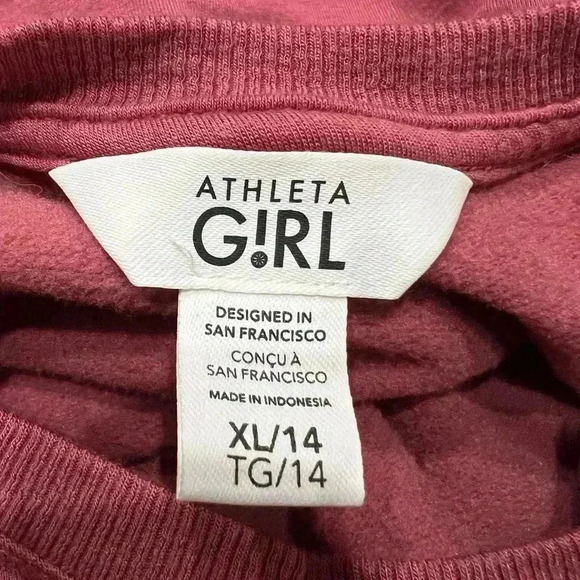 ATHLETA
G!RL
DESIGNED IN
SAN FRANCISCO
CONÇU À
SAN FRANCISCO
MADE IN INDONESIA
XL/14
TG/14